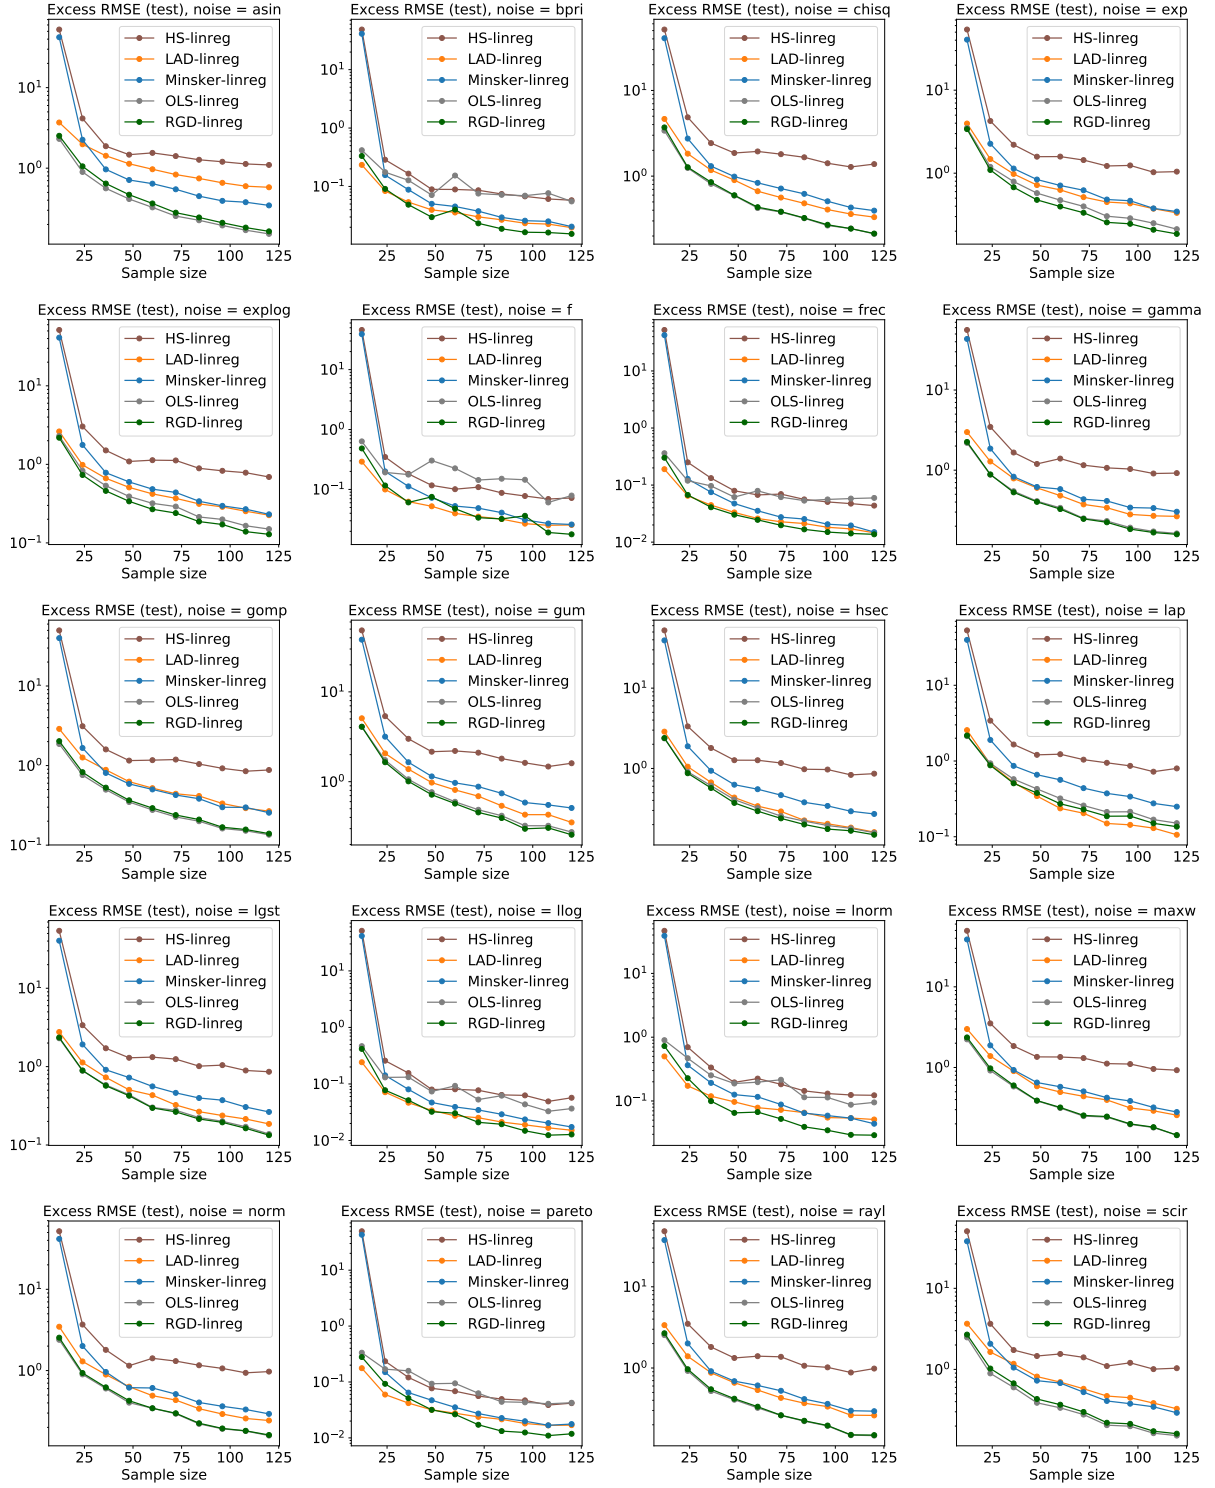 Excess RMSE (test), noise = asin
HS-linreg
LAD-linreg
Minsker-linreg
OLS-linreg
RGD-linreg
10^1
10^0
25 50 75 100 125
Sample size
Excess RMSE (test), noise = bpri
HS-linreg
LAD-linreg
Minsker-linreg
OLS-linreg
RGD-linreg
10^1
10^0
10^−1
25 50 75 100 125
Sample size
Excess RMSE (test), noise = chisq
HS-linreg
LAD-linreg
Minsker-linreg
OLS-linreg
RGD-linreg
10^1
10^0
25 50 75 100 125
Sample size
Excess RMSE (test), noise = exp
HS-linreg
LAD-linreg
Minsker-linreg
OLS-linreg
RGD-linreg
10^1
10^0
25 50 75 100 125
Sample size
Excess RMSE (test), noise = explog
HS-linreg
LAD-linreg
Minsker-linreg
OLS-linreg
RGD-linreg
10^1
10^0
10^−1
25 50 75 100 125
Sample size
Excess RMSE (test), noise = f
HS-linreg
LAD-linreg
Minsker-linreg
OLS-linreg
RGD-linreg
10^1
10^0
10^−1
25 50 75 100 125
Sample size
Excess RMSE (test), noise = frec
HS-linreg
LAD-linreg
Minsker-linreg
OLS-linreg
RGD-linreg
10^1
10^0
10^−1
10^−2
25 50 75 100 125
Sample size
Excess RMSE (test), noise = gamma
HS-linreg
LAD-linreg
Minsker-linreg
OLS-linreg
RGD-linreg
10^1
10^0
25 50 75 100 125
Sample size
Excess RMSE (test), noise = gomp
HS-linreg
LAD-linreg
Minsker-linreg
OLS-linreg
RGD-linreg
10^1
10^0
10^−1
25 50 75 100 125
Sample size
Excess RMSE (test), noise = gum
HS-linreg
LAD-linreg
Minsker-linreg
OLS-linreg
RGD-linreg
10^1
10^0
25 50 75 100 125
Sample size
Excess RMSE (test), noise = hsec
HS-linreg
LAD-linreg
Minsker-linreg
OLS-linreg
RGD-linreg
10^1
10^0
25 50 75 100 125
Sample size
Excess RMSE (test), noise = lap
HS-linreg
LAD-linreg
Minsker-linreg
OLS-linreg
RGD-linreg
10^1
10^0
10^−1
25 50 75 100 125
Sample size
Excess RMSE (test), noise = lgst
HS-linreg
LAD-linreg
Minsker-linreg
OLS-linreg
RGD-linreg
10^1
10^0
10^−1
25 50 75 100 125
Sample size
Excess RMSE (test), noise = llog
HS-linreg
LAD-linreg
Minsker-linreg
OLS-linreg
RGD-linreg
10^1
10^0
10^−1
10^−2
25 50 75 100 125
Sample size
Excess RMSE (test), noise = lnorm
HS-linreg
LAD-linreg
Minsker-linreg
OLS-linreg
RGD-linreg
10^1
10^0
10^−1
25 50 75 100 125
Sample size
Excess RMSE (test), noise = maxw
HS-linreg
LAD-linreg
Minsker-linreg
OLS-linreg
RGD-linreg
10^1
10^0
25 50 75 100 125
Sample size
Excess RMSE (test), noise = norm
HS-linreg
LAD-linreg
Minsker-linreg
OLS-linreg
RGD-linreg
10^1
10^0
25 50 75 100 125
Sample size
Excess RMSE (test), noise = pareto
HS-linreg
LAD-linreg
Minsker-linreg
OLS-linreg
RGD-linreg
10^1
10^0
10^−1
10^−2
25 50 75 100 125
Sample size
Excess RMSE (test), noise = rayl
HS-linreg
LAD-linreg
Minsker-linreg
OLS-linreg
RGD-linreg
10^1
10^0
25 50 75 100 125
Sample size
Excess RMSE (test), noise = scir
HS-linreg
LAD-linreg
Minsker-linreg
OLS-linreg
RGD-linreg
10^1
10^0
25 50 75 100 125
Sample size